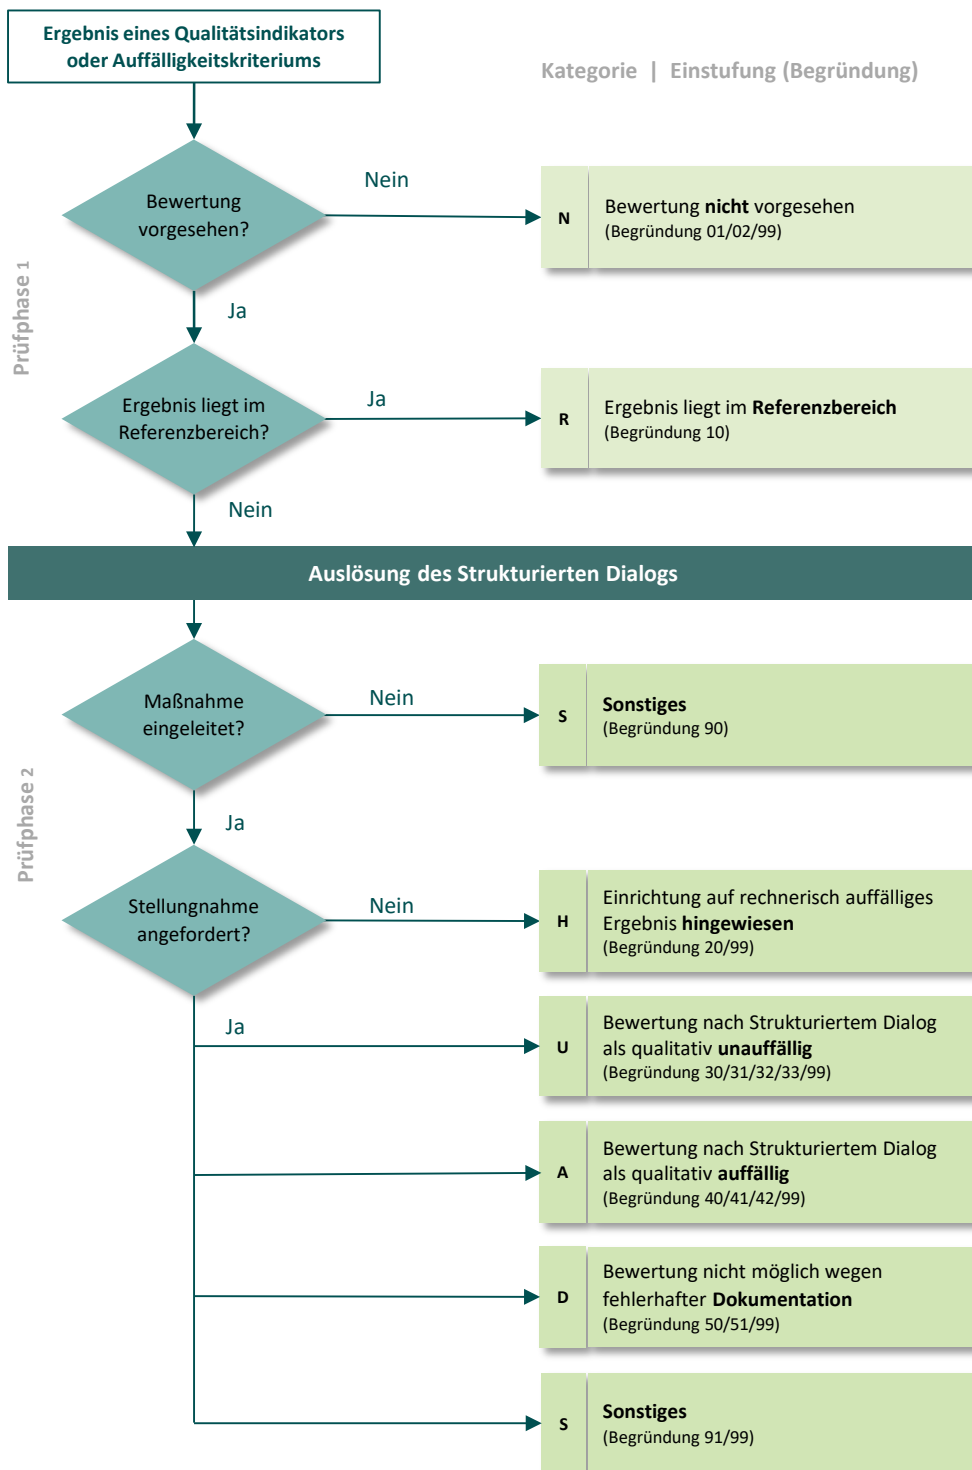 Ergebnis eines Qualitätsindikators
oder Auffälligkeitskriteriums
Kategorie | Einstufung (Begründung)
Prüfphase 1
Bewertung
vorgesehen?
Nein
N
Bewertung nicht vorgesehen
(Begründung 01/02/99)
Ja
Ergebnis liegt im
Referenzbereich?
Ja
R
Ergebnis liegt im Referenzbereich
(Begründung 10)
Nein
Auslösung des Strukturierten Dialogs
Prüfphase 2
Maßnahme
eingeleitet?
Nein
S
Sonstiges
(Begründung 90)
Ja
Stellungnahme
angefordert?
Nein
H
Einrichtung auf rechnerisch auffälliges
Ergebnis hingewiesen
(Begründung 20/99)
Ja
U
Bewertung nach Strukturiertem Dialog
als qualitativ unauffällig
(Begründung 30/31/32/33/99)
A
Bewertung nach Strukturiertem Dialog
als qualitativ auffällig
(Begründung 40/41/42/99)
D
Bewertung nicht möglich wegen
fehlerhafter Dokumentation
(Begründung 50/51/99)
S
Sonstiges
(Begründung 91/99)